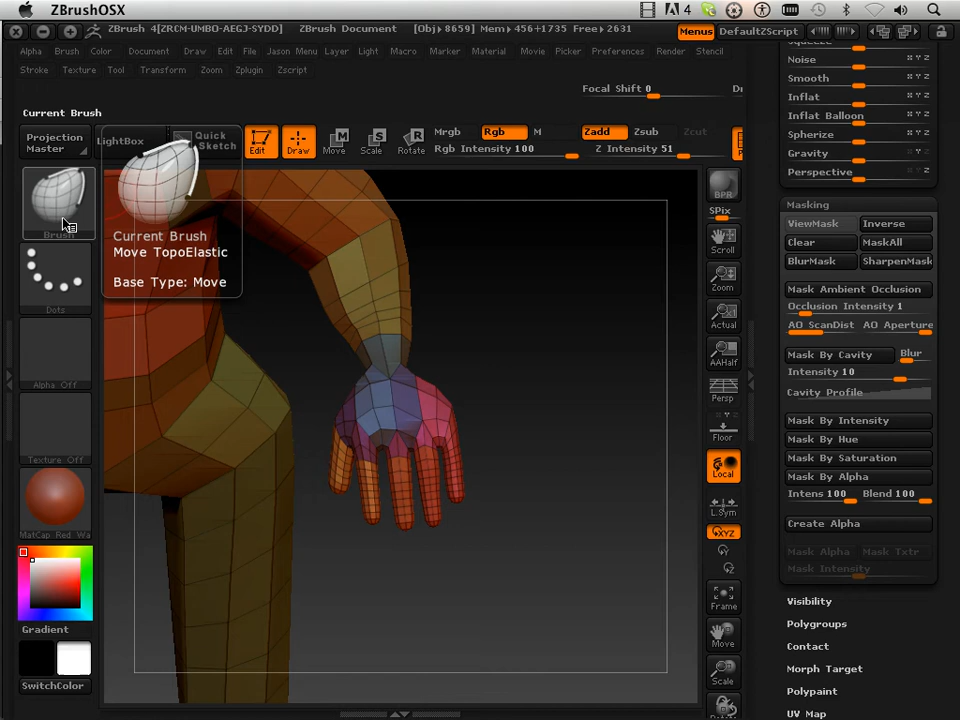 ZBrushOSX
4
ZBrush 4[ZRCM-UMBO-AEGJ-SYDD] ZBrush Document [Obj> 8659] Mem> 456+1735 Free> 2631
Menus DefaultZScript
Alpha Brush Color Document Draw Edit File Jason Menu Layer Light Macro Marker Material Movie Picker Preferences Render Stencil
Stroke Texture Tool Transform Zoom Zplugin Zscript
Focal Shift 0
Current Brush
Projection Master
LightBox
Quick Sketch
Edit
Draw
Move
Scale
Rotate
Mrgb Rgb M
Rgb Intensity 100
Zadd Zsub Zcut
Z Intensity 51
Brush
Current Brush
Move TopoElastic
Base Type: Move
Dots
Alpha Off
Texture Off
MatCap Red Wa
Gradient
SwitchColor
BPR
SPix
Scroll
Zoom
Actual
AAHalf
Persp
Floor
Local
L.Sym
XYZ
Frame
Move
Scale
Squeeze
Noise
Smooth
Inflat
Inflat Balloon
Spherize
Gravity
Perspective
Masking
ViewMask Inverse
Clear MaskAll
BlurMask SharpenMask
Mask Ambient Occlusion
Occlusion Intensity 1
AO ScanDist AO Aperture
Mask By Cavity Blur
Intensity 10
Cavity Profile
Mask By Intensity
Mask By Hue
Mask By Saturation
Mask By Alpha
Intens 100 Blend 100
Create Alpha
Mask Alpha Mask Txtr
Mask Intensity
Visibility
Polygroups
Contact
Morph Target
Polypaint
UV Map